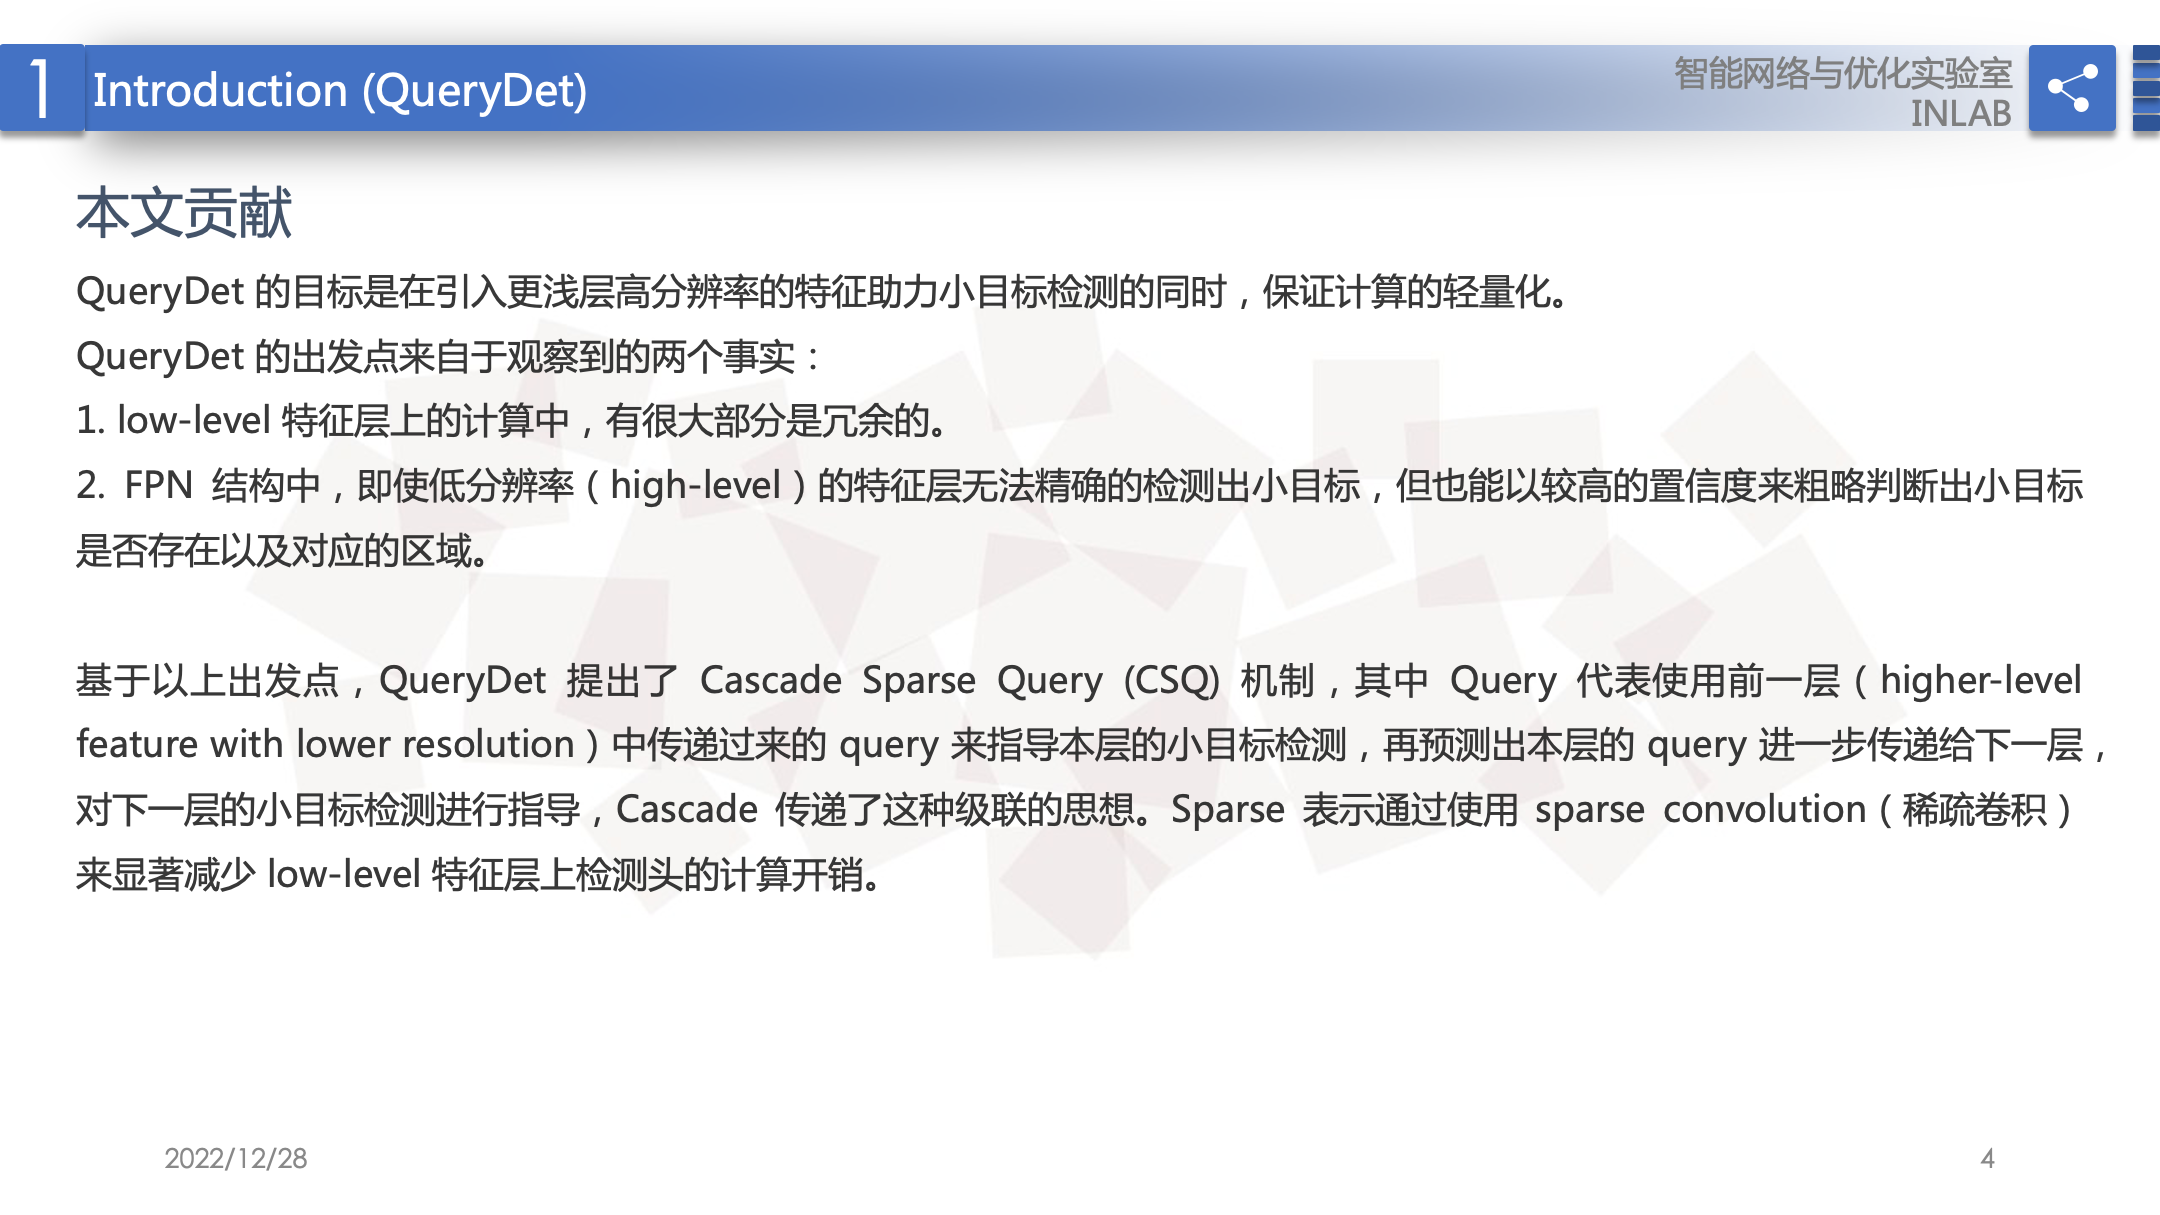 1
Introduction (QueryDet)
智能网络与优化实验室
INLAB
本文贡献
QueryDet 的目标是在引入更浅层高分辨率的特征助力小目标检测的同时，保证计算的轻量化。
QueryDet 的出发点来自于观察到的两个事实：
1. low-level 特征层上的计算中，有很大部分是冗余的。
2. FPN 结构中，即使低分辨率（high-level）的特征层无法精确的检测出小目标，但也能以较高的置信度来粗略判断出小目标
是否存在以及对应的区域。
基于以上出发点，QueryDet 提出了 Cascade Sparse Query (CSQ) 机制，其中 Query 代表使用前一层（higher-level
feature with lower resolution）中传递过来的 query 来指导本层的小目标检测，再预测出本层的 query 进一步传递给下一层，
对下一层的小目标检测进行指导，Cascade 传递了这种级联的思想。Sparse 表示通过使用 sparse convolution（稀疏卷积）
来显著减少 low-level 特征层上检测头的计算开销。
2022/12/28
4